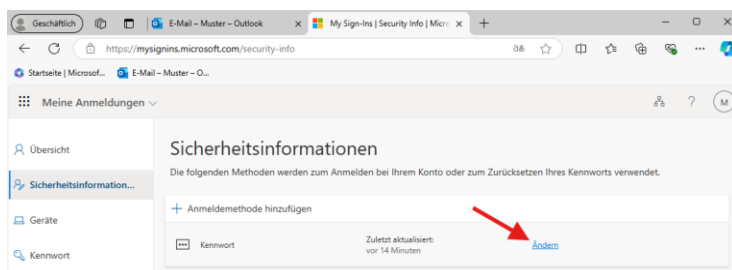 Geschäftlich
E-Mail – Muster – Outlook
My Sign-Ins | Security Info | Micro
https://mysignins.microsoft.com/security-info
Startseite | Microsof...
E-Mail – Muster – O...
Meine Anmeldungen
M
Übersicht
Sicherheitsinformation...
Geräte
Kennwort
Sicherheitsinformationen
Die folgenden Methoden werden zum Anmelden bei Ihrem Konto oder zum Zurücksetzen Ihres Kennworts verwendet.
+ Anmeldemethode hinzufügen
Kennwort
Zuletzt aktualisiert:
vor 14 Minuten
Ändern